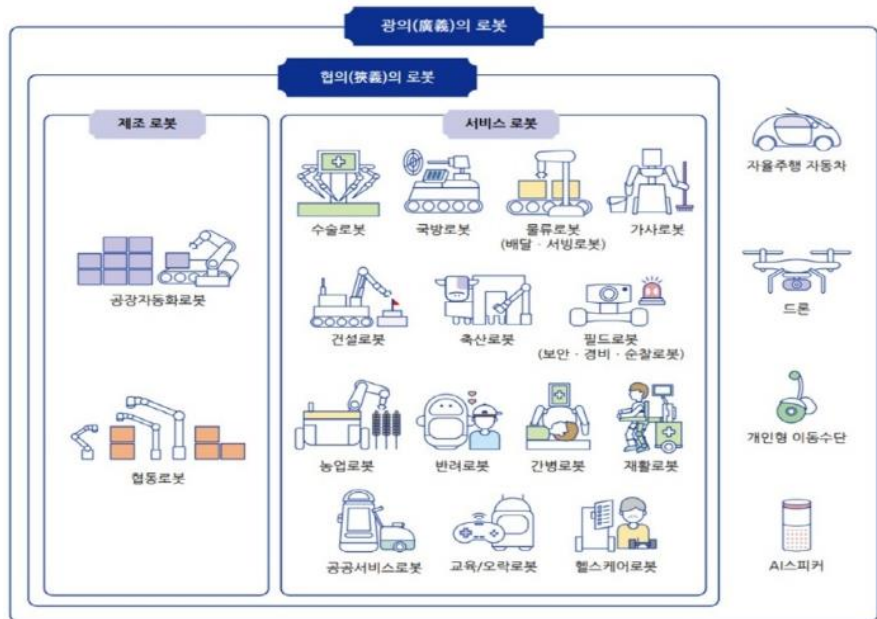 광의(廣義)의 로봇
협의(狹義)의 로봇
제조 로봇
공장자동화로봇
협동로봇
서비스 로봇
수술로봇
국방로봇
물류로봇
(배달 · 서빙로봇)
가사로봇
건설로봇
축산로봇
필드로봇
(보안 · 경비 · 순찰로봇)
농업로봇
반려로봇
간병로봇
재활로봇
공공서비스로봇
교육/오락로봇
헬스케어로봇
자율주행 자동차
드론
개인형 이동수단
AI스피커